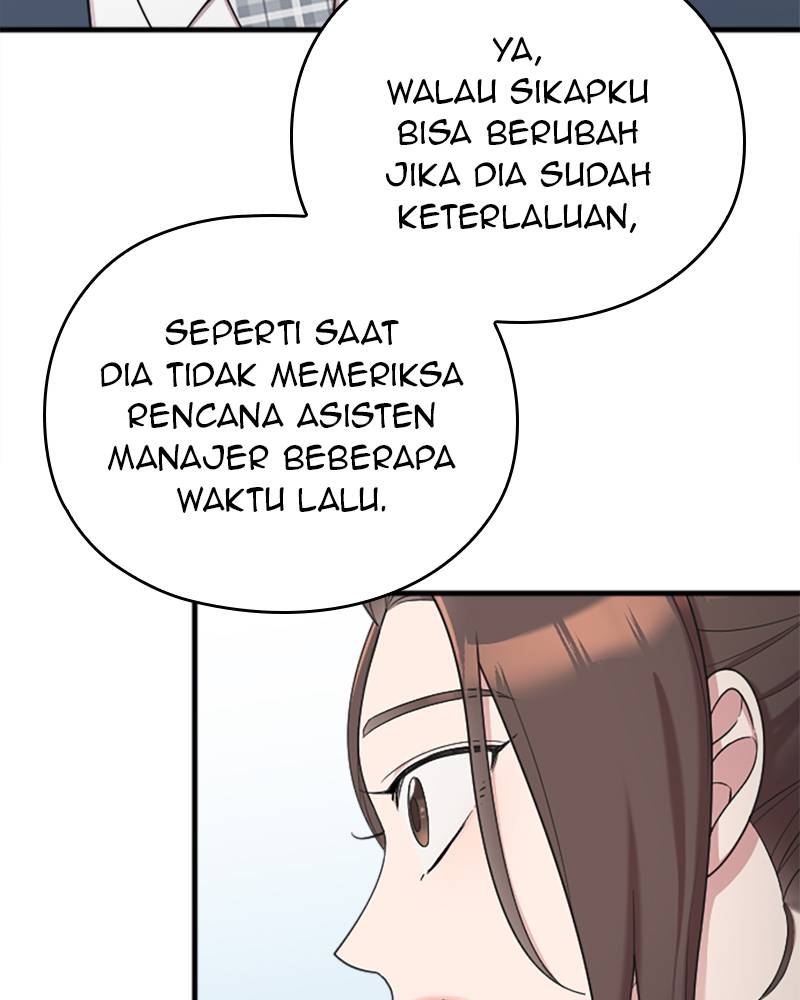 YA,
WALAU SIKAPKU
BISA BERUBAH
JIKA DIA SUDAH
KETERLALUAN,
SEPERTI SAAT
DIA TIDAK MEMERIKSA
RENCANA ASISTEN
MANAJER BEBERAPA
WAKTU LALU.